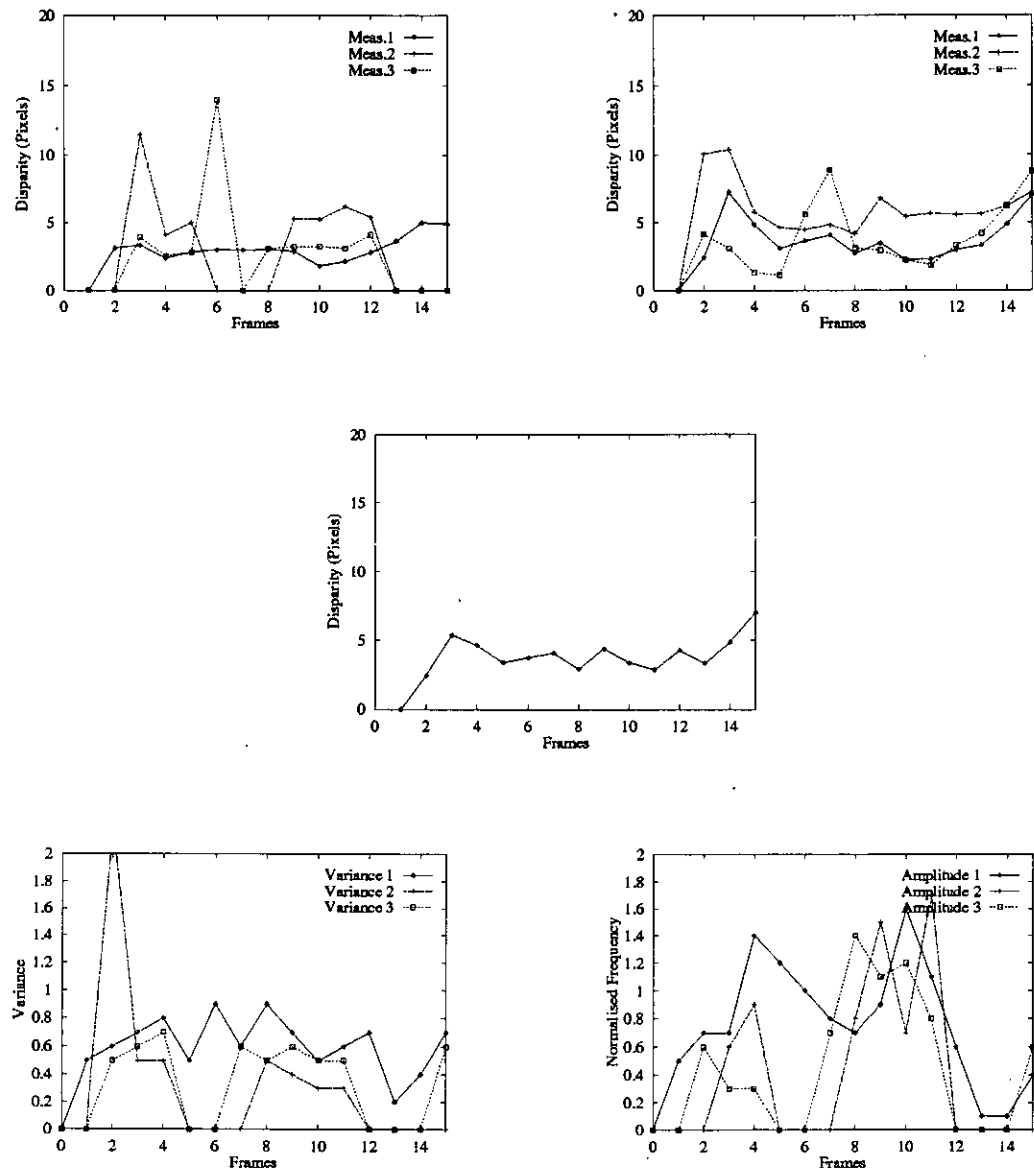 20
15
10
5
0
Disparity (Pixels)
Meas.1
Meas.2
Meas.3
0 2 4 6 8 10 12 14
Frames
20
15
10
5
0
Disparity (Pixels)
Meas.1
Meas.2
Meas.3
0 2 4 6 8 10 12 14
Frames
20
15
10
5
0
Disparity (Pixels)
0 2 4 6 8 10 12 14
Frames
2
1.8
1.6
1.4
1.2
1
0.8
0.6
0.4
0.2
0
Variance
Variance 1
Variance 2
Variance 3
0 2 4 6 8 10 12 14
Frames
2
1.8
1.6
1.4
1.2
1
0.8
0.6
0.4
0.2
0
Normalised Frequency
Amplitude 1
Amplitude 2
Amplitude 3
0 2 4 6 8 10 12 14
Frames